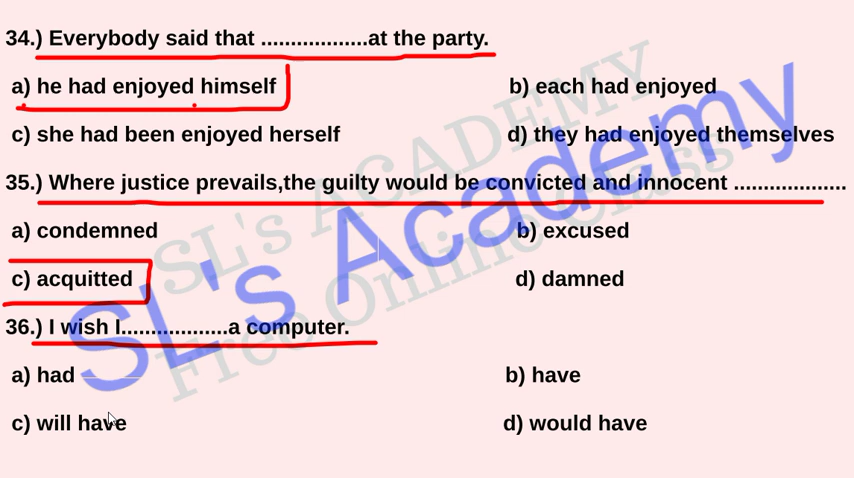 34.) Everybody said that ..................at the party.
a) he had enjoyed himself b) each had enjoyed
c) she had been enjoyed herself d) they had enjoyed themselves
35.) Where justice prevails,the guilty would be convicted and innocent ...................
a) condemned b) excused
c) acquitted d) damned
36.) I wish I..................a computer.
a) had b) have
c) will have d) would have
SL's ACADEMY
Free Online Class
SL's Academy